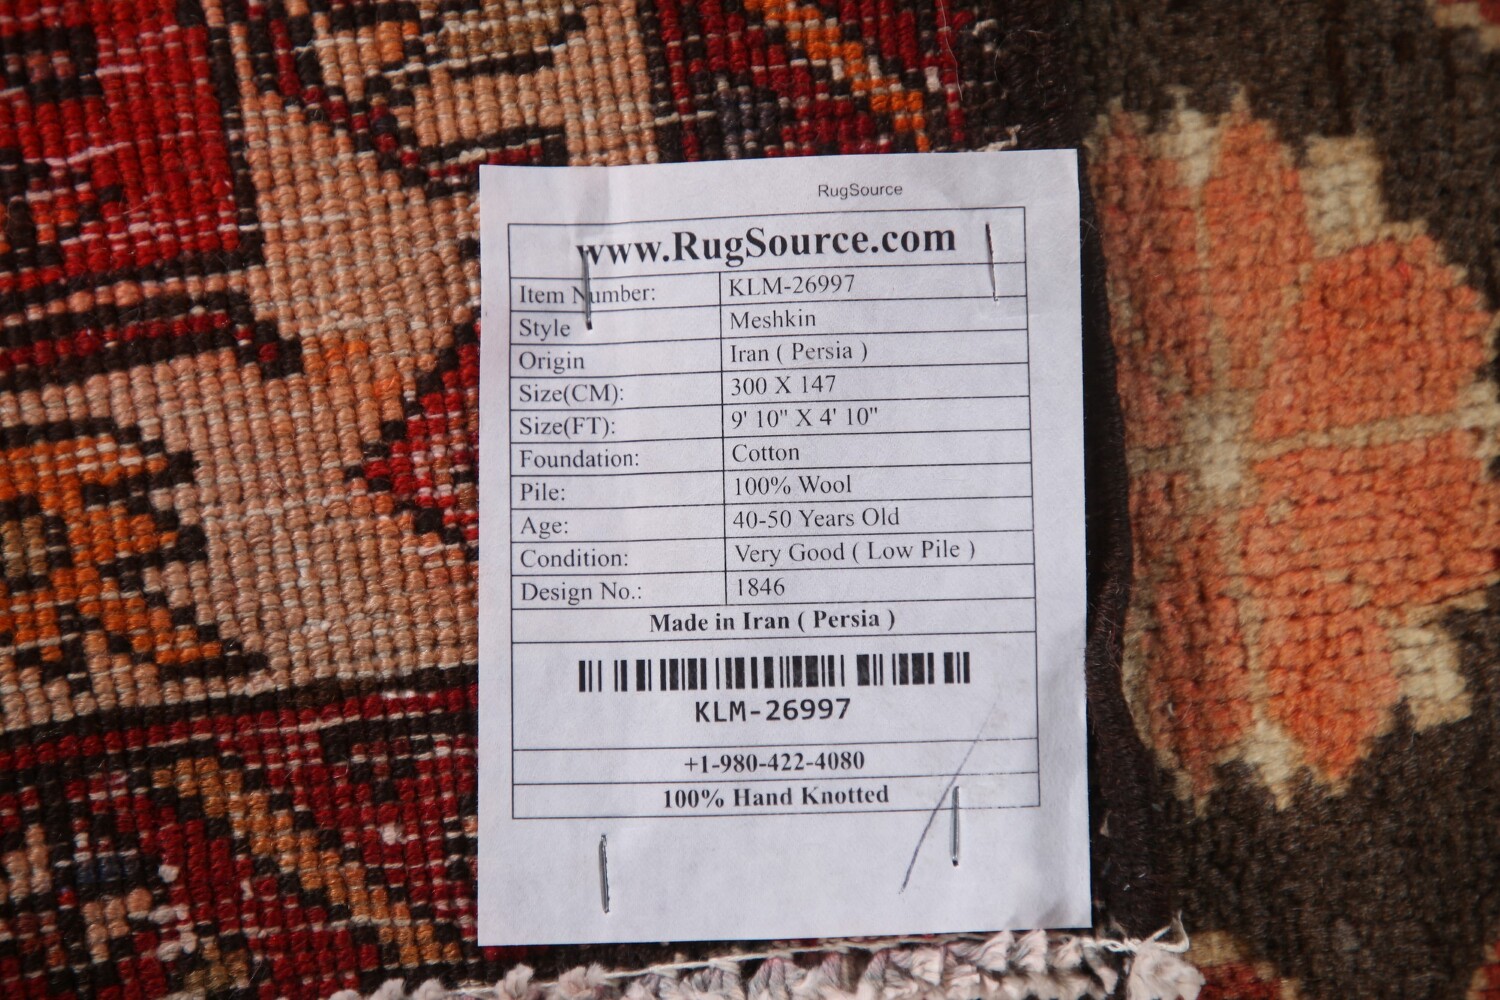 RugSource
www.RugSource.com
Item Number: KLM-26997
Style Meshkin
Origin Iran ( Persia )
Size(CM): 300 X 147
Size(FT): 9' 10" X 4' 10"
Foundation: Cotton
Pile: 100% Wool
Age: 40-50 Years Old
Condition: Very Good ( Low Pile )
Design No.: 1846
Made in Iran ( Persia )
KLM-26997
+1-980-422-4080
100% Hand Knotted